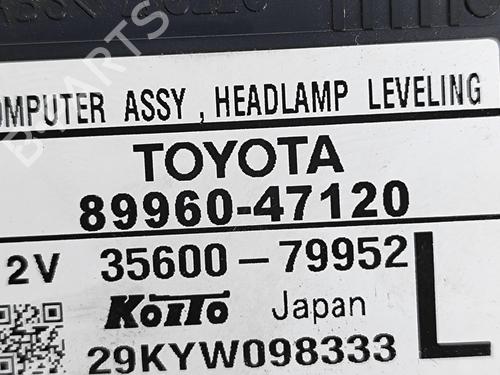 OMPUTER ASSY , HEADLAMP LEVELING
TOYOTA
89960-47120
2V 35600-79952 L
KOITO Japan
29KYW098333